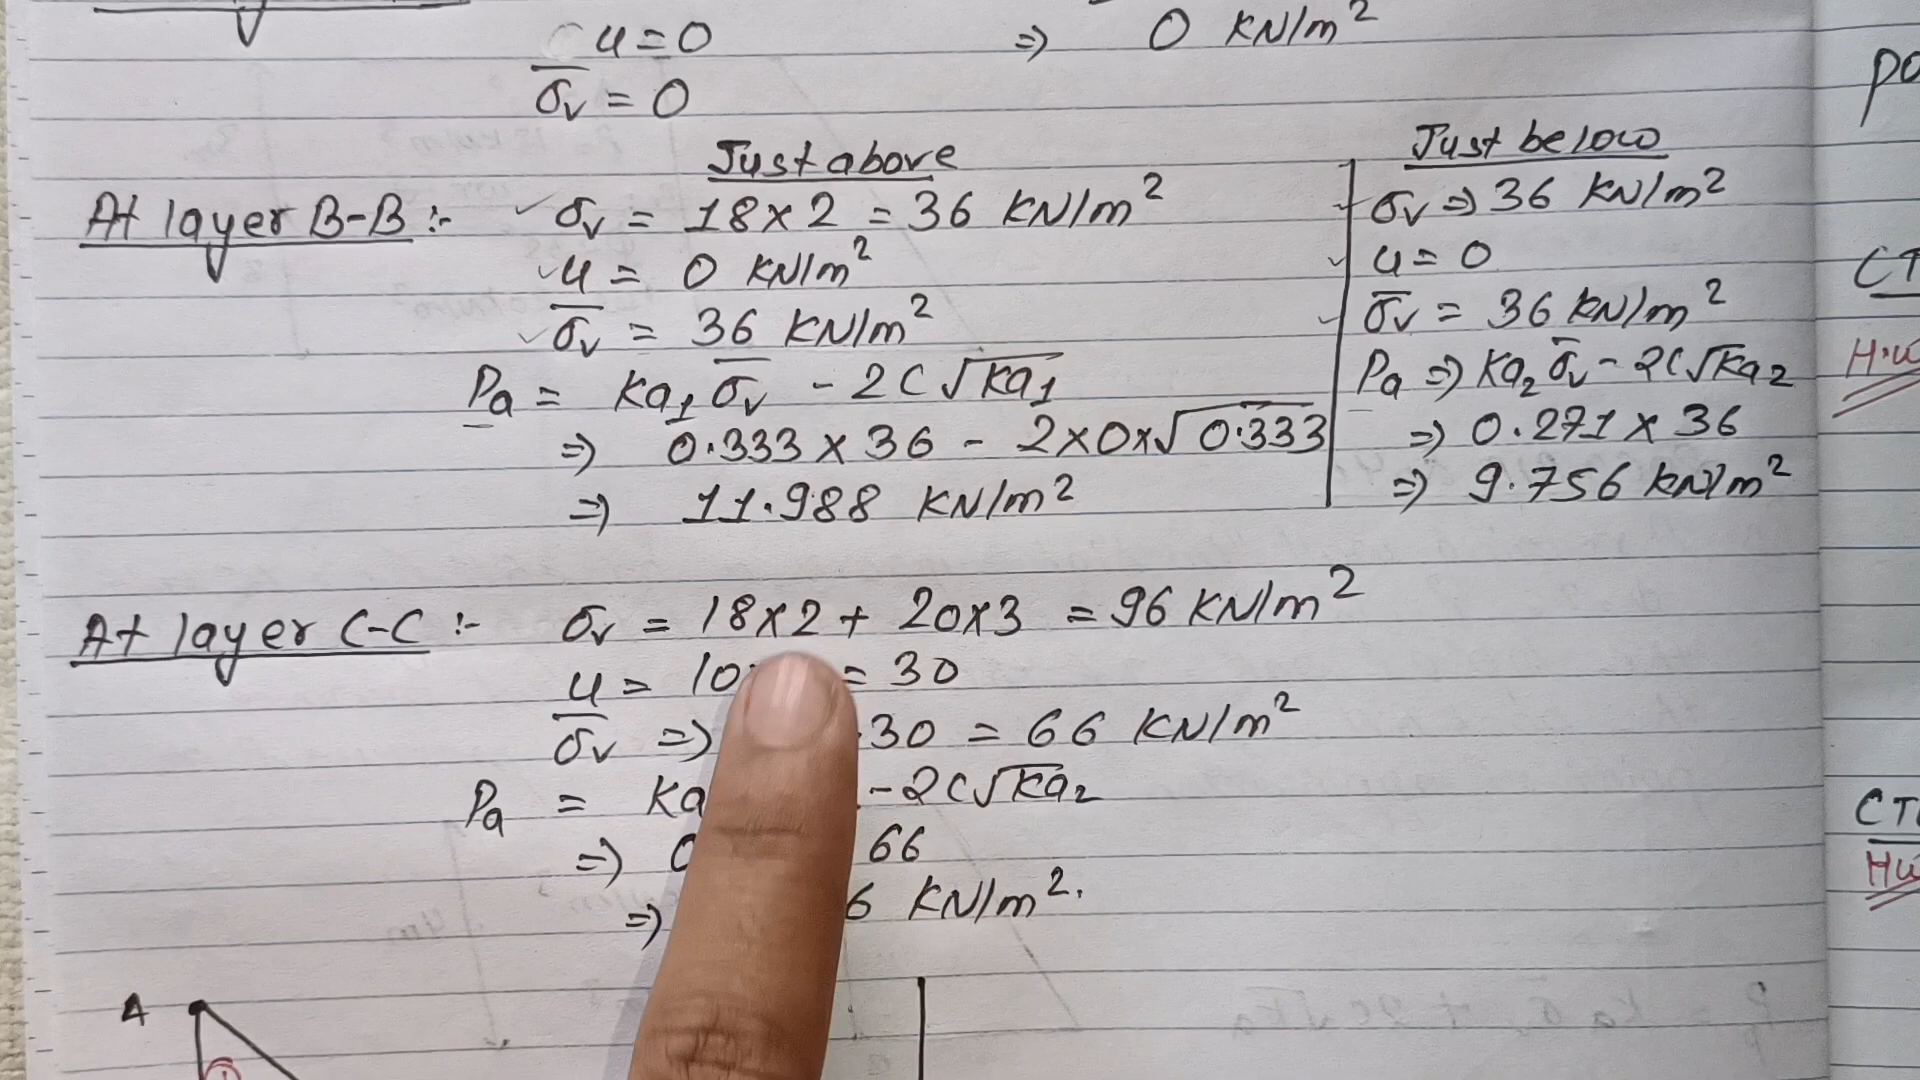 u = 0 ⇒ 0 KN/m²
σ̅v = 0
Just above
At layer B-B :- σv = 18 × 2 = 36 KN/m²
u = 0 KN/m²
σ̅v = 36 KN/m²
Pa = ka₁ σ̅v - 2C√ka₁
⇒ 0.333 × 36 - 2×0×√0.333
⇒ 11.988 KN/m²
Just below
σv ⇒ 36 KN/m²
u = 0
σ̅v = 36 KN/m²
Pa ⇒ Ka₂ σ̅v - 2C√Ka₂
⇒ 0.271 × 36
⇒ 9.756 KN/m²
At layer C-C :- σv = 18×2 + 20×3 = 96 KN/m²
u = 10 = 30
σ̅v ⇒ 30 = 66 KN/m²
Pa = Ka - 2C√Ka₂
⇒ 0 66
⇒ 6 KN/m².
A
1